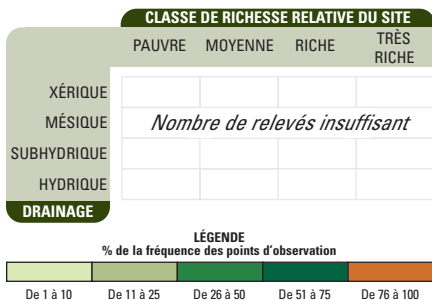 CLASSE DE RICHESSE RELATIVE DU SITE
PAUVRE MOYENNE RICHE TRÈS RICHE
XÉRIQUE
MÉSIQUE Nombre de relevés insuffisant
SUBHYDRIQUE
HYDRIQUE
DRAINAGE
LÉGENDE
% de la fréquence des points d'observation
De 1 à 10 De 11 à 25 De 26 à 50 De 51 à 75 De 76 à 100